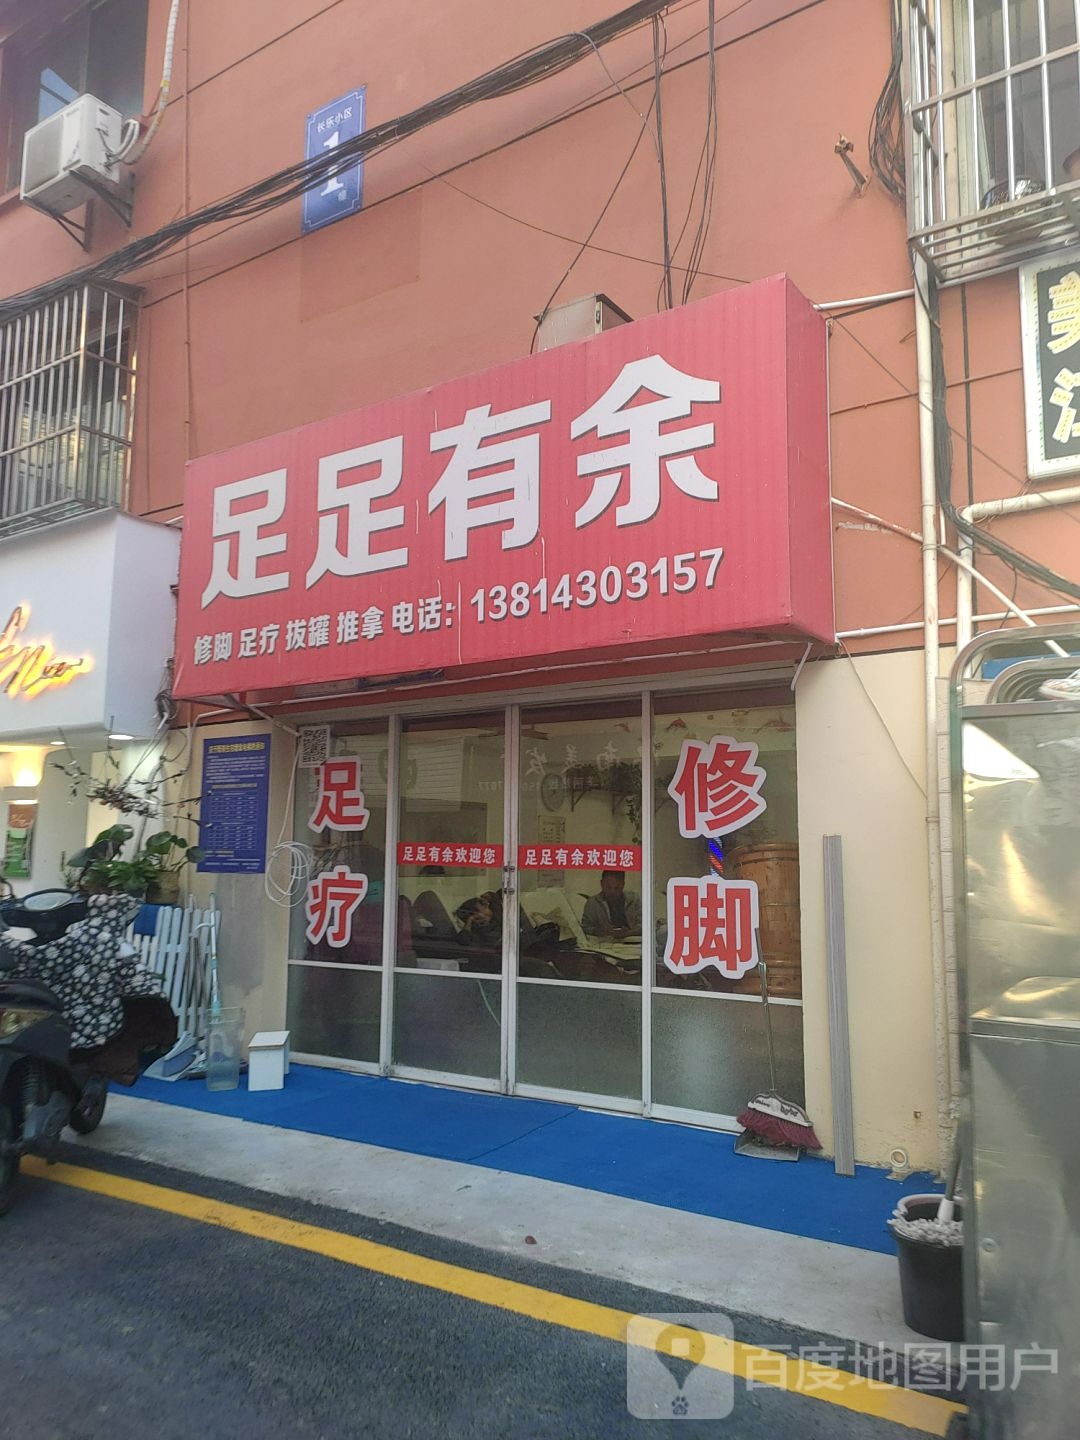 长乐小区
1
幢
足足有余
修脚 足疗 拔罐 推拿 电话: 13814303157
足疗
足足有余欢迎您
足足有余欢迎您
修脚
百度地图用户